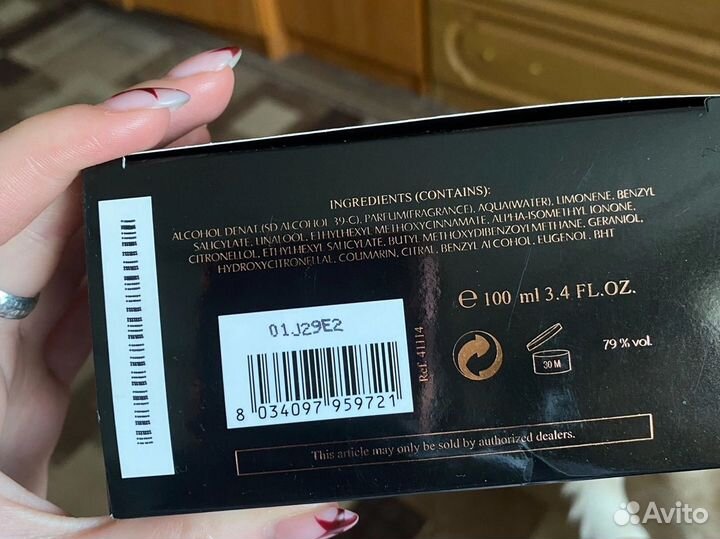 INGREDIENTS (CONTAINS):
ALCOHOL DENAT.(SD ALCOHOL 39-C), PARFUM(FRAGRANCE), AQUA(WATER), LIMONENE, BENZYL
SALICYLATE, LINALOOL, ETHYLHEXYL METHOXYCINNAMATE, ALPHA-ISOMETHYL IONONE,
CITRONELLOL, ETHYLHEXYL SALICYLATE, BUTYL METHOXYDIBENZOYLMETHANE, GERANIOL,
HYDROXYCITRONELLAL, COUMARIN, CITRAL, BENZYL ALCOHOL, EUGENOL, BHT
e 100 ml 3.4 FL.OZ.
01J29E2
8 034097 959721
Ref. 41114
30 M
79 % vol.
This article may only be sold by authorized dealers.
Avito